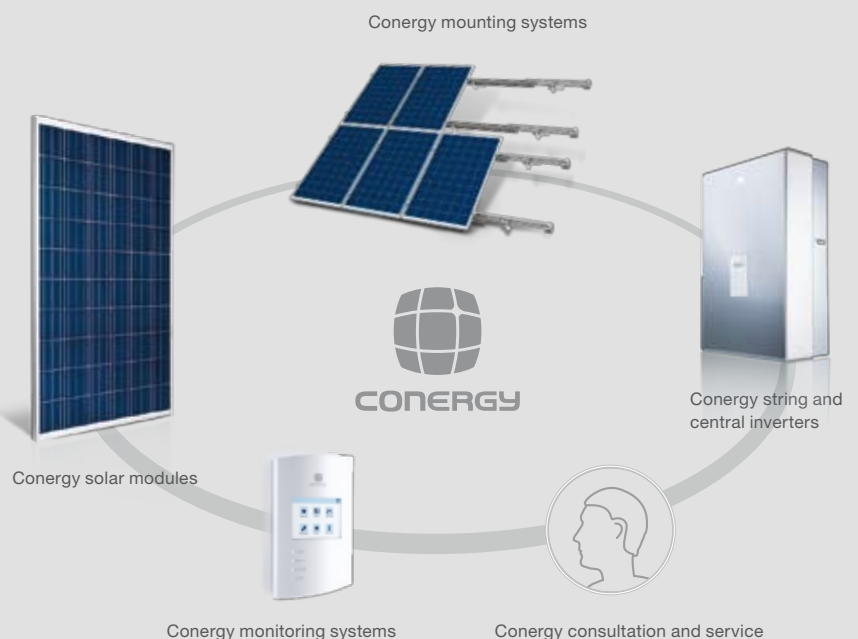 Conergy mounting systems
CONERGY
Conergy string and
central inverters
Conergy solar modules
Conergy monitoring systems
Conergy consultation and service